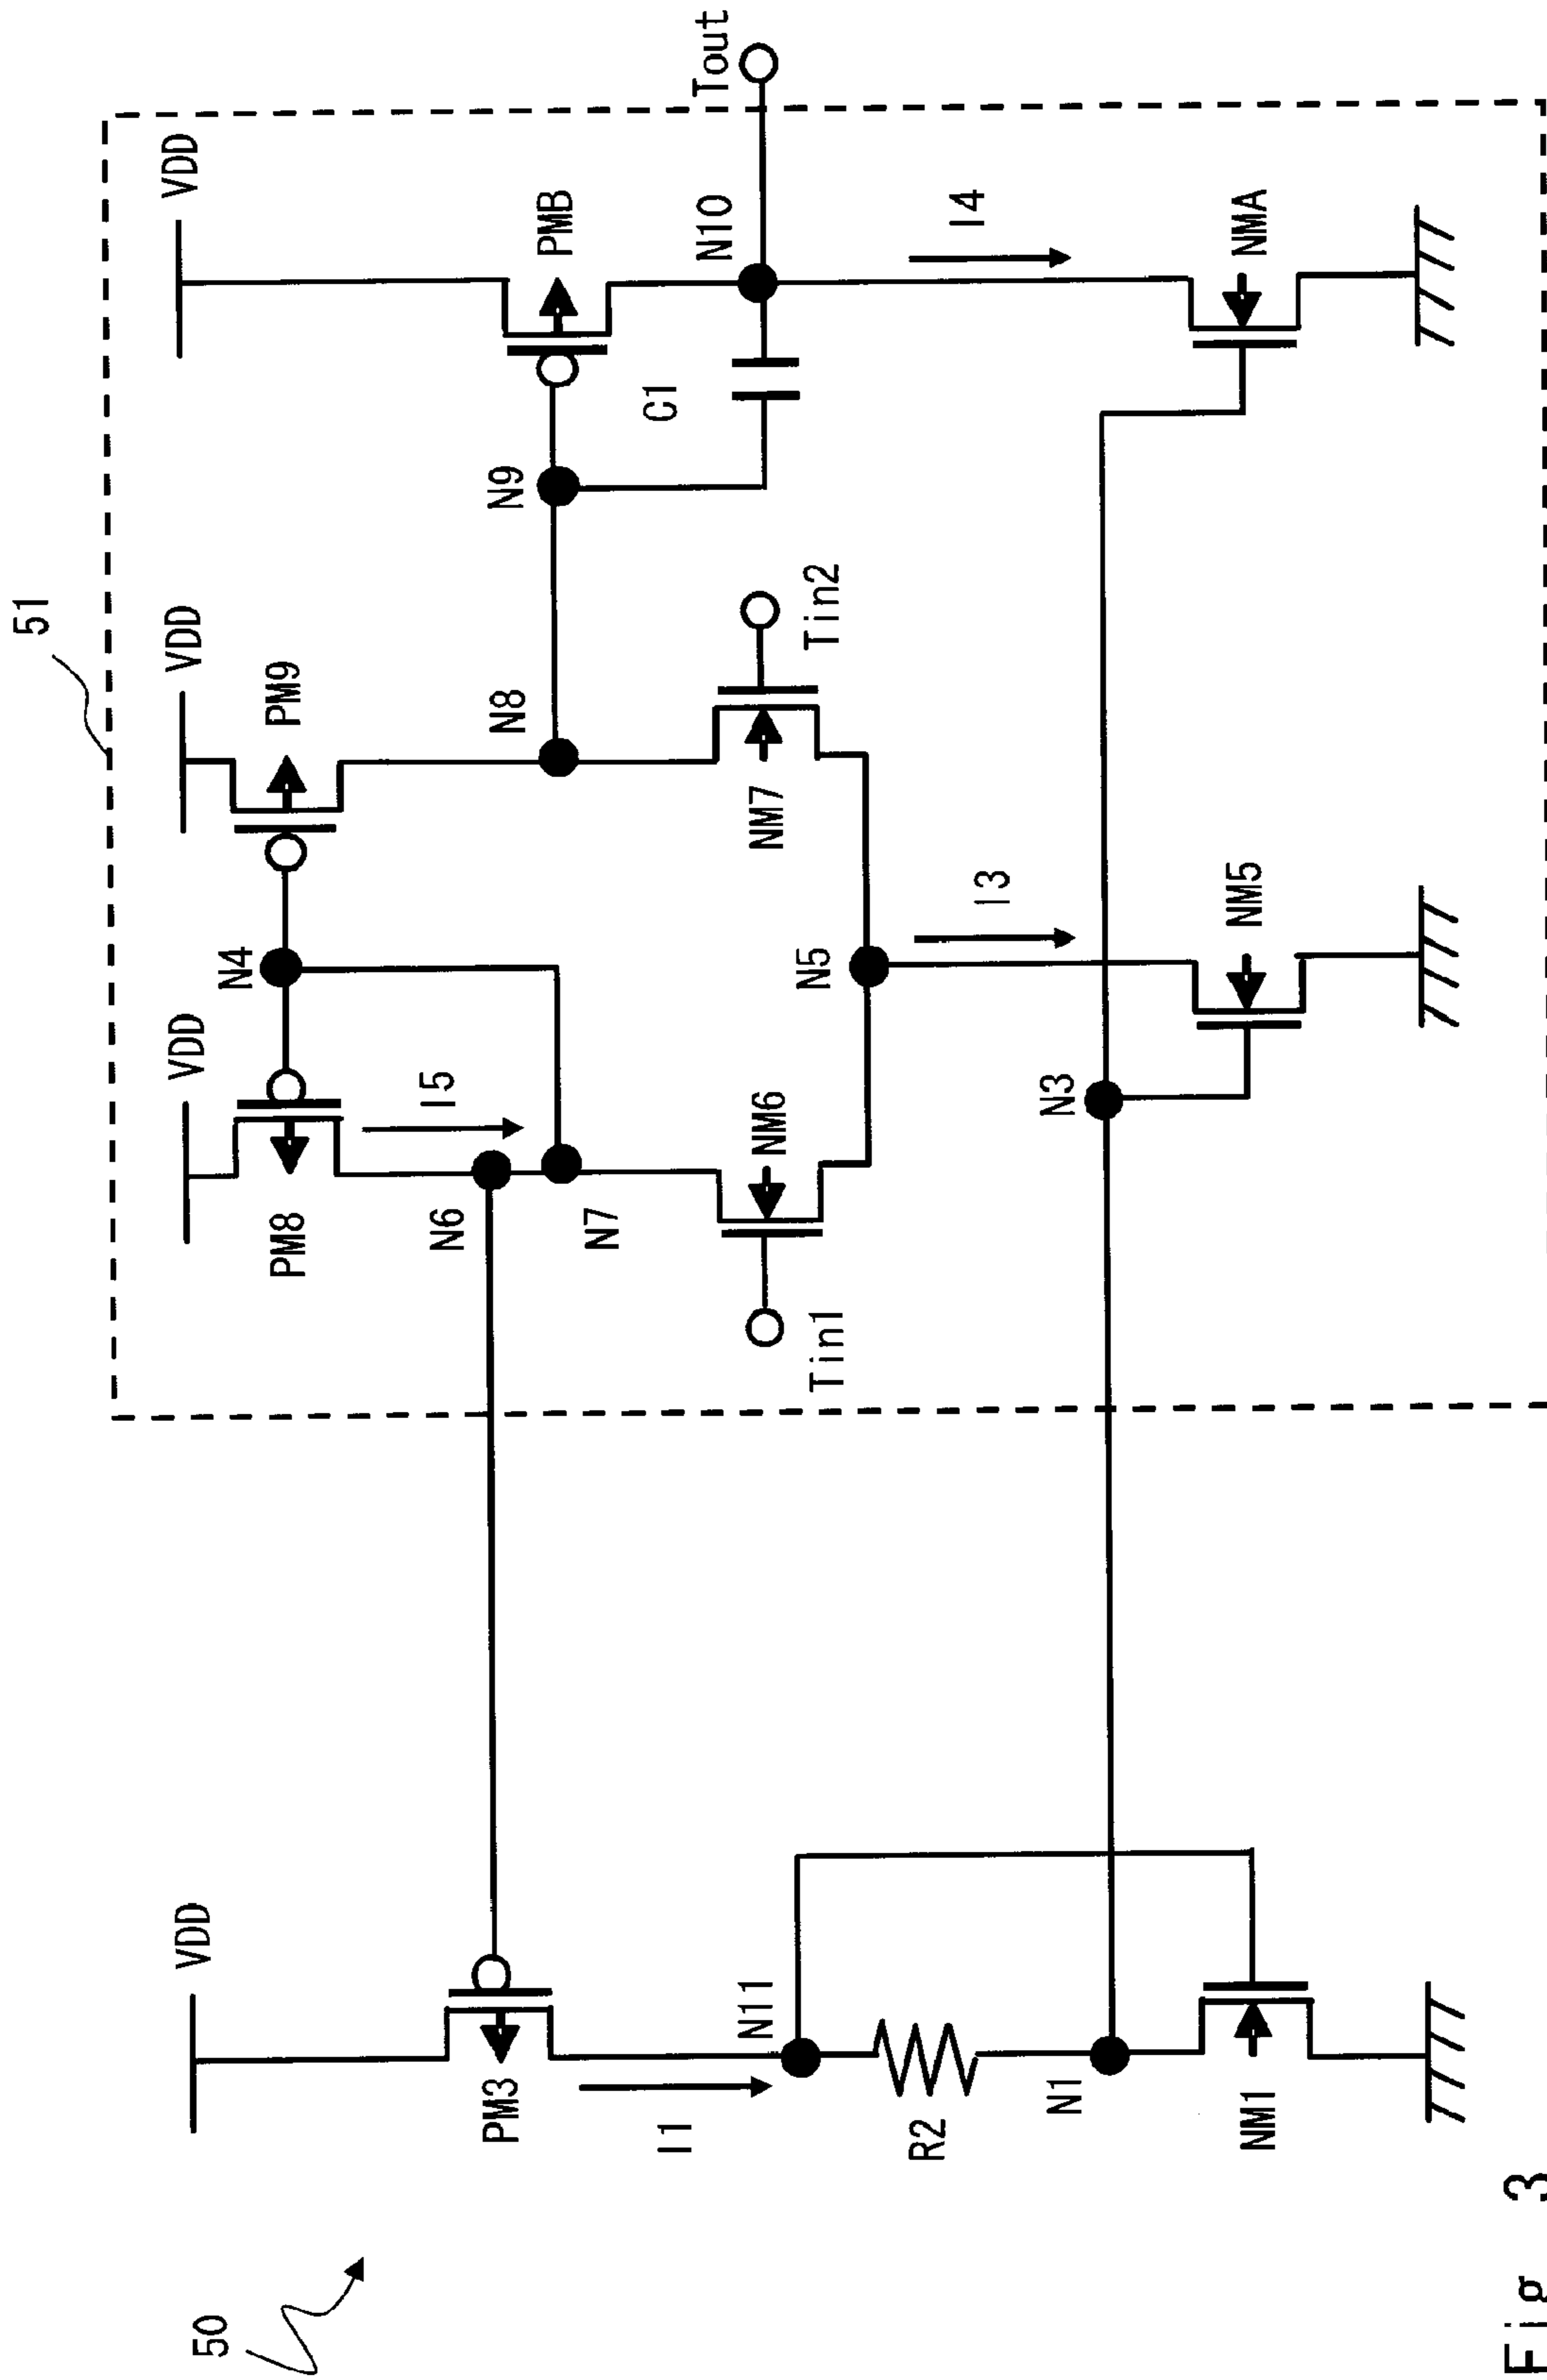 50
51
VDD
VDD
VDD
VDD
PM3
PM8
N4
PM9
PMB
I1
N6
I5
N7
N8
N9
C1
N10
Tout
N11
R2
Tin1
NM6
NM7
Tin2
N5
I3
I4
N1
N3
NM1
NM5
NMA
Fig. 3